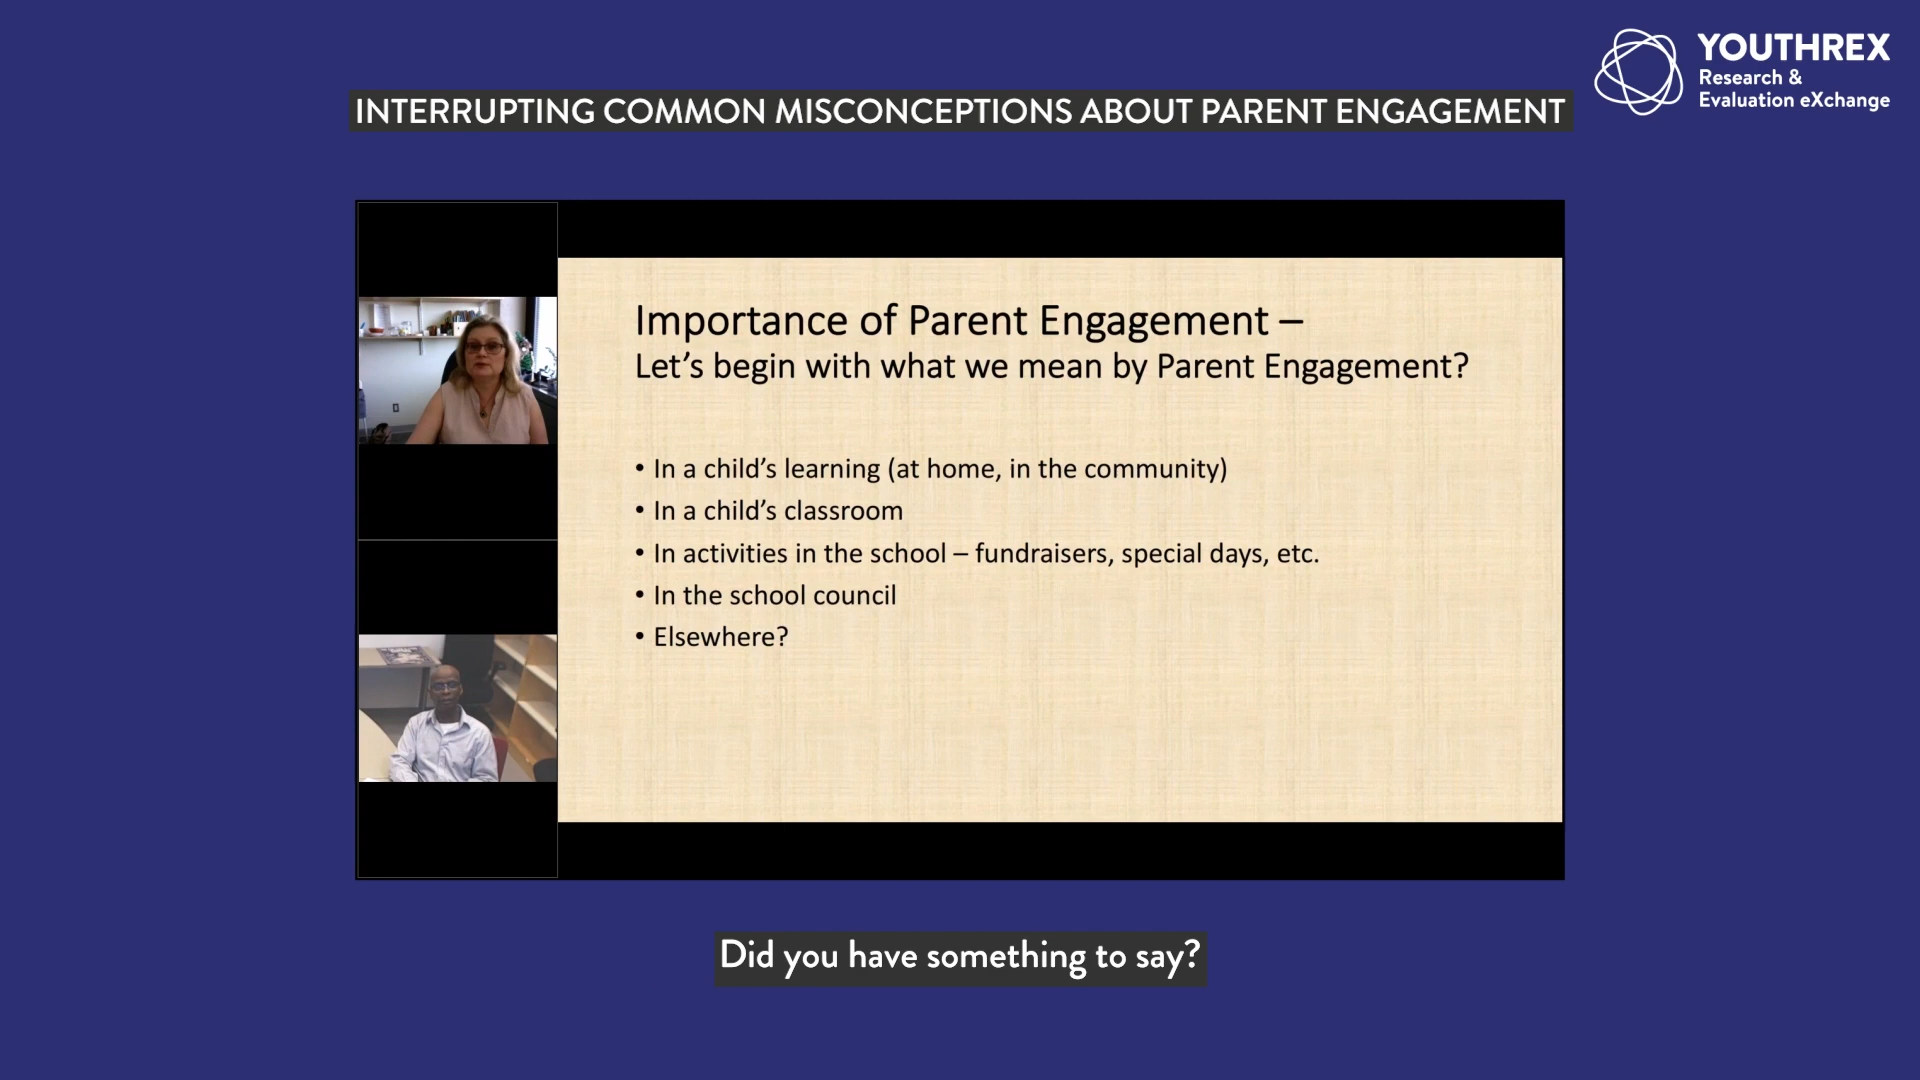 YOUTHREX
Research &
Evaluation eXchange
INTERRUPTING COMMON MISCONCEPTIONS ABOUT PARENT ENGAGEMENT
Importance of Parent Engagement –
Let’s begin with what we mean by Parent Engagement?
• In a child’s learning (at home, in the community)
• In a child’s classroom
• In activities in the school – fundraisers, special days, etc.
• In the school council
• Elsewhere?
Did you have something to say?